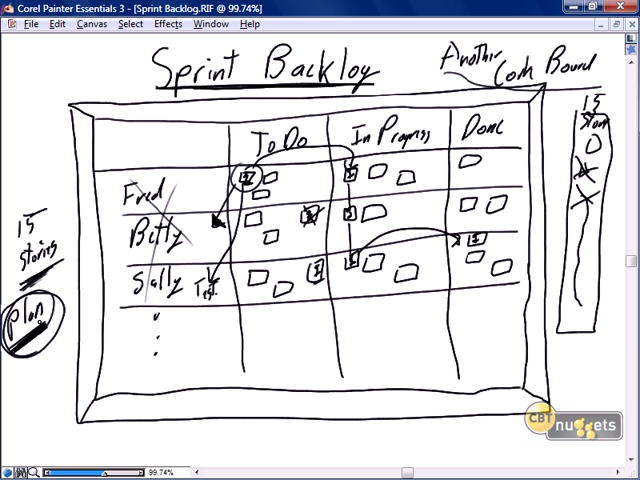 Corel Painter Essentials 3 - [Sprint Backlog.RIF @ 99.74%]
File Edit Canvas Select Effects Window Help
Sprint Backlog
Another
Cork Board
To Do
In Progress
Done
Fred
Betty
Sally
Test
15
stories
plan
15
CBT
nuggets
99.74%